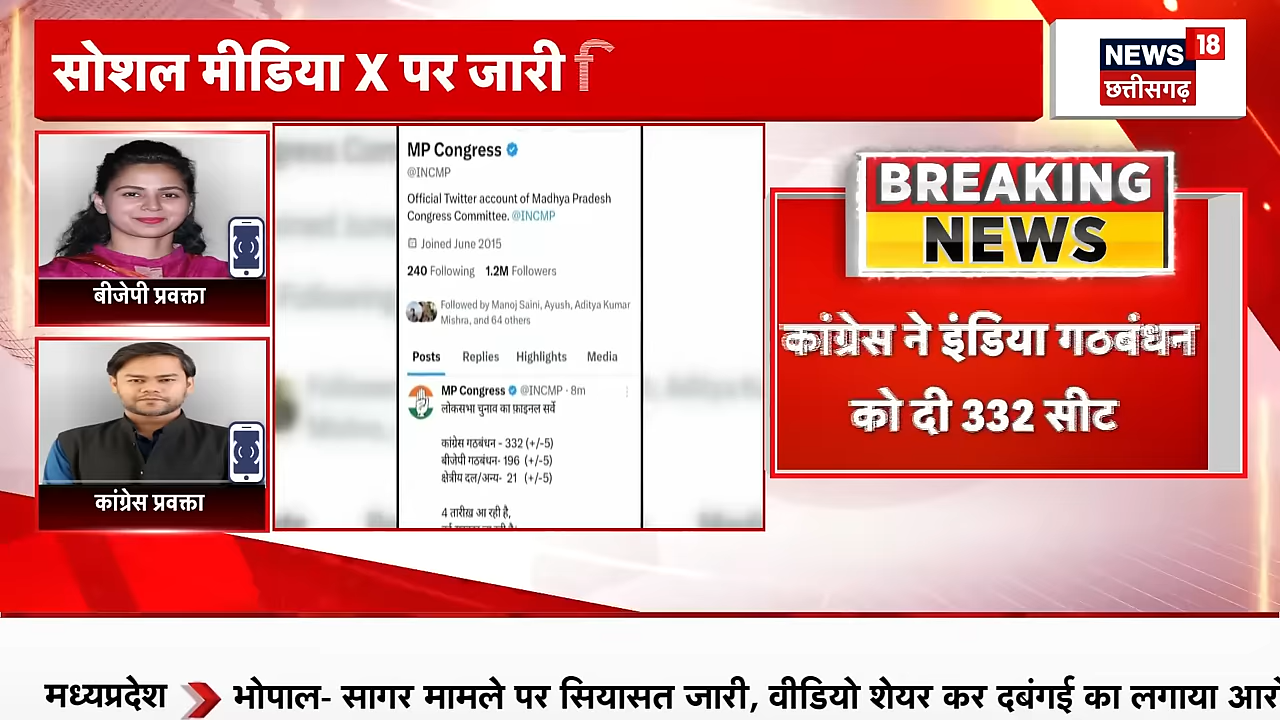 सोशल मीडिया X पर जारी
NEWS 18
छत्तीसगढ़
बीजेपी प्रवक्ता
कांग्रेस प्रवक्ता
MP Congress
@INCMP
Official Twitter account of Madhya Pradesh
Congress Committee. @INCMP
Joined June 2015
240 Following 1.2M Followers
Followed by Manoj Saini, Ayush, Aditya Kumar
Mishra, and 64 others
Posts Replies Highlights Media
MP Congress @INCMP · 8m
लोकसभा चुनाव का फ़ाइनल सर्वे
कांग्रेस गठबंधन - 332 (+/-5)
बीजेपी गठबंधन- 196 (+/-5)
क्षेत्रीय दल/अन्य- 21 (+/-5)
4 तारीख़ आ रही है,
BREAKING
NEWS
कांग्रेस ने इंडिया गठबंधन
को दी 332 सीट
मध्यप्रदेश
भोपाल- सागर मामले पर सियासत जारी, वीडियो शेयर कर दबंगई का लगाया